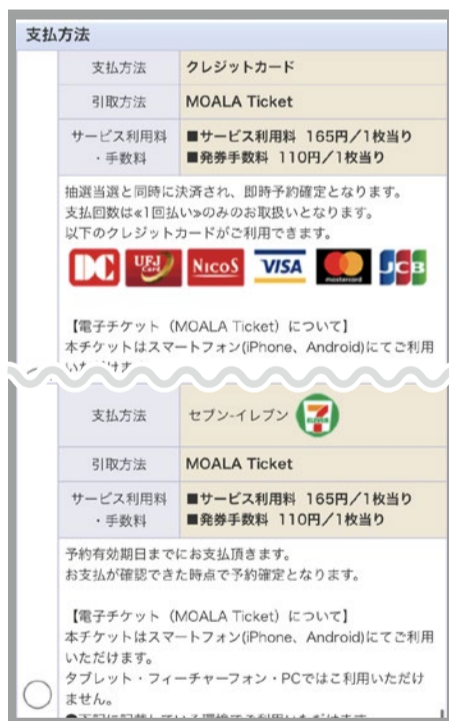 支払方法
支払方法 クレジットカード
引取方法 MOALA Ticket
サービス利用料 ■サービス利用料 165円／1枚当り
・手数料 ■発券手数料 110円／1枚当り
抽選当選と同時に決済され、即時予約確定となります。
支払回数は≪1回払い≫のみのお取扱いとなります。
以下のクレジットカードがご利用できます。
DC UFJ Card NICOS VISA mastercard JCB
【電子チケット（MOALA Ticket）について】
本チケットはスマートフォン(iPhone、Android)にてご利用
支払方法 セブン-イレブン 7 ELEVEN
引取方法 MOALA Ticket
サービス利用料 ■サービス利用料 165円／1枚当り
・手数料 ■発券手数料 110円／1枚当り
予約有効期日までにお支払頂きます。
お支払が確認できた時点で予約確定となります。
【電子チケット（MOALA Ticket）について】
本チケットはスマートフォン(iPhone、Android)にてご利用
いただけます。
タブレット・フィーチャーフォン・PCではご利用いただけ
ません。